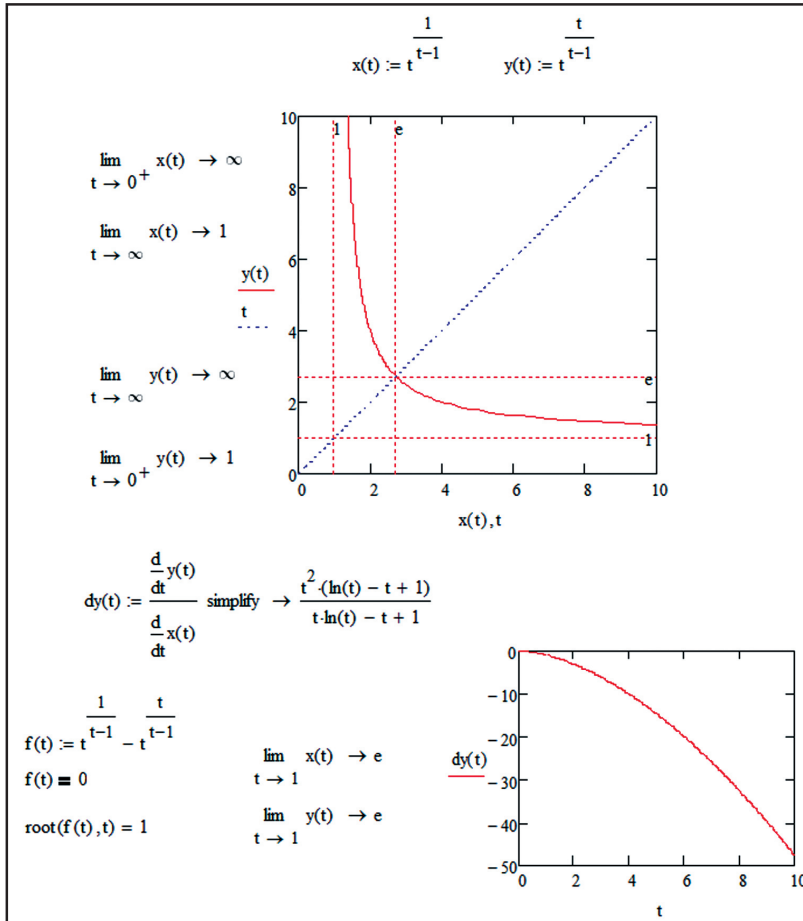 x(t) := t^(1/(t−1))    y(t) := t^(t/(t−1))
lim t → 0⁺ x(t) → ∞
lim t → ∞ x(t) → 1
lim t → ∞ y(t) → ∞
lim t → 0⁺ y(t) → 1
y(t)
t
10
8
6
4
2
0
1
e
e
1
0 2 4 6 8 10
x(t), t
dy(t) := (d/dt y(t))/(d/dt x(t)) simplify → (t²·(ln(t) − t + 1))/(t·ln(t) − t + 1)
f(t) := t^(1/(t−1)) − t^(t/(t−1))
f(t) = 0
root(f(t), t) = 1
lim t → 1 x(t) → e
lim t → 1 y(t) → e
dy(t)
0
−10
−20
−30
−40
−50
0 2 4 6 8 10
t